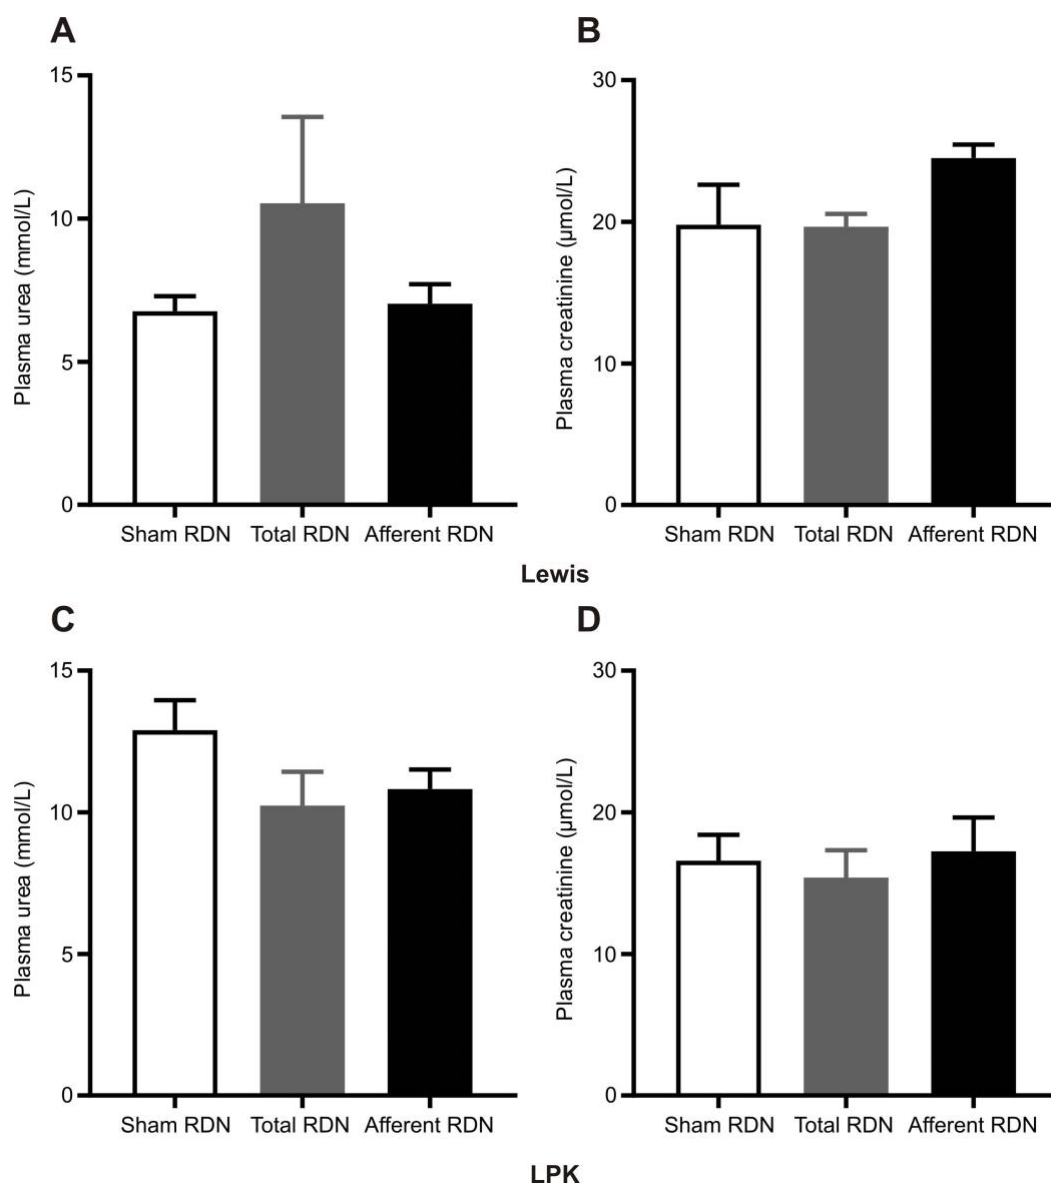 A
15
10
5
0
Plasma urea (mmol/L)
Sham RDN Total RDN Afferent RDN
B
30
20
10
0
Plasma creatinine (µmol/L)
Sham RDN Total RDN Afferent RDN
Lewis
C
15
10
5
0
Plasma urea (mmol/L)
Sham RDN Total RDN Afferent RDN
D
30
20
10
0
Plasma creatinine (µmol/L)
Sham RDN Total RDN Afferent RDN
LPK